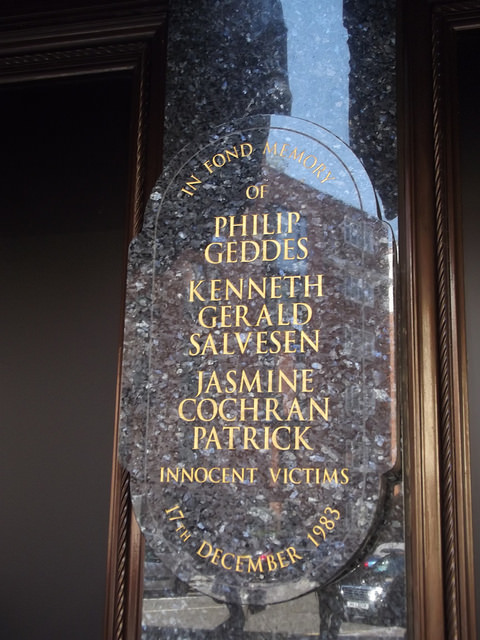 IN FOND MEMORY
OF
PHILIP
GEDDES
KENNETH
GERALD
SALVESEN
JASMINE
COCHRAN
PATRICK
INNOCENT VICTIMS
17TH DECEMBER 1983